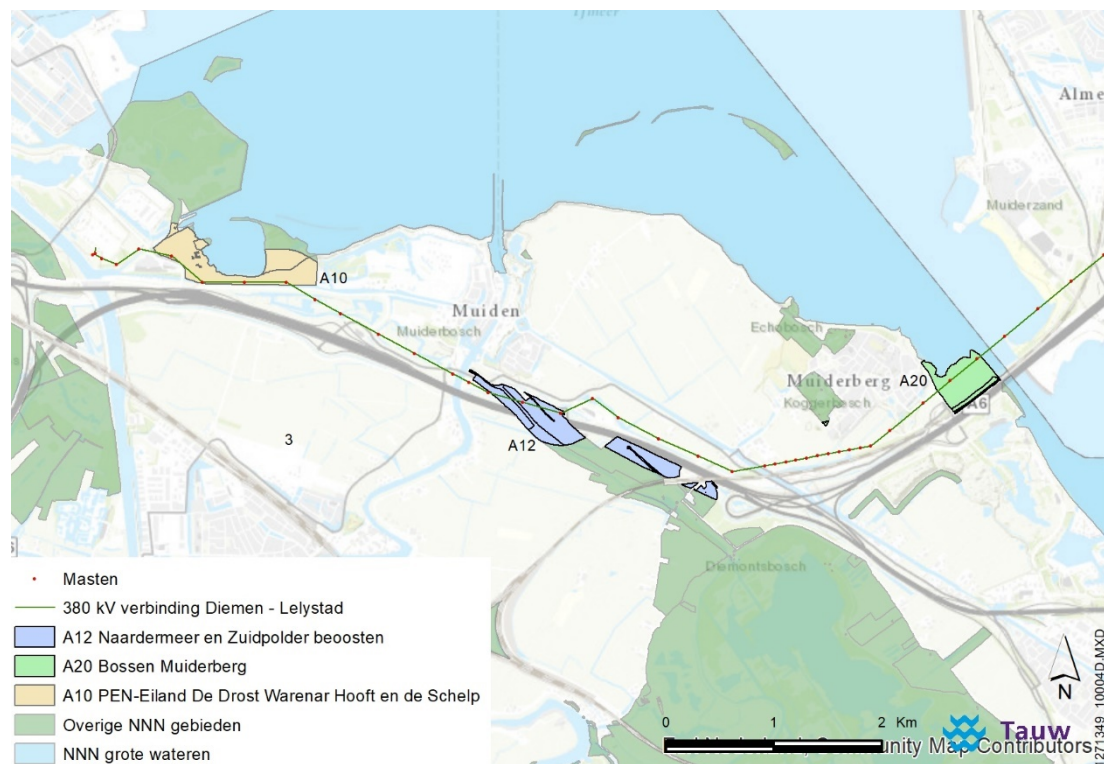 IJmeer
Alme
Muiderzand
A10
Muiden
Muiderbosch
Echobosch
Muiderberg
Koggerbosch
A20
A6
A12
3
Diemontsbosch
Masten
380 kV verbinding Diemen - Lelystad
A12 Naardermeer en Zuidpolder beoosten
A20 Bossen Muiderberg
A10 PEN-Eiland De Drost Warenar Hooft en de Schelp
Overige NNN gebieden
NNN grote wateren
0 1 2 Km
N
Tauw
unity Map Contributors
1271349_10004D.MXD